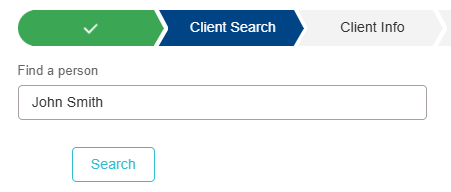 Client Search
Client Info
Find a person
John Smith
Search